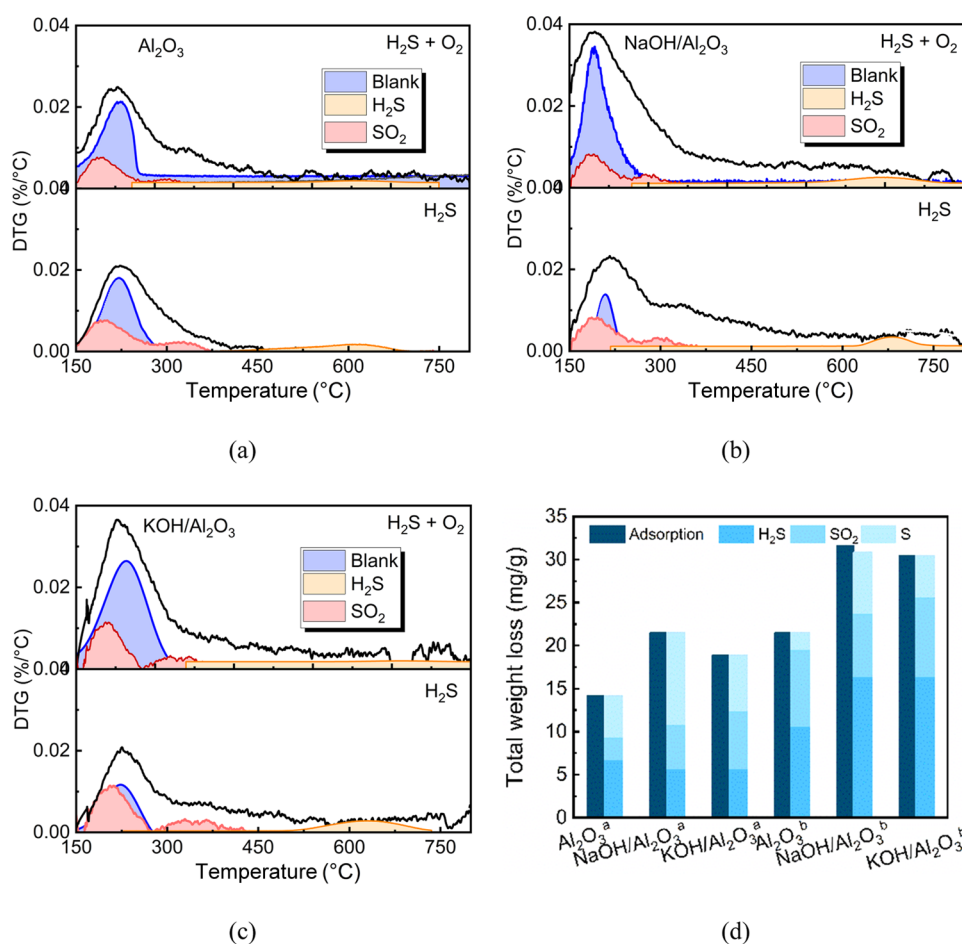 Al₂O₃
H₂S + O₂
Blank
H₂S
SO₂
0.04
0.02
0.00
4
DTG (%/°C)
H₂S
0.02
0.00
150 300 450 600 750
Temperature (°C)
(a)
NaOH/Al₂O₃
H₂S + O₂
Blank
H₂S
SO₂
0.04
0.02
0.00
4
DTG (%/°C)
H₂S
0.02
0.00
150 300 450 600 750
Temperature (°C)
(b)
KOH/Al₂O₃
H₂S + O₂
Blank
H₂S
SO₂
0.04
0.02
0.00
4
DTG (%/°C)
H₂S
0.02
0.00
150 300 450 600 750
Temperature (°C)
(c)
Adsorption H₂S SO₂ S
35
30
25
20
15
10
5
0
Total weight loss (mg/g)
Al₂O₃ᵃ
NaOH/Al₂O₃ᵃ
KOH/Al₂O₃ᵃ
Al₂O₃ᵇ
NaOH/Al₂O₃ᵇ
KOH/Al₂O₃ᵇ
(d)